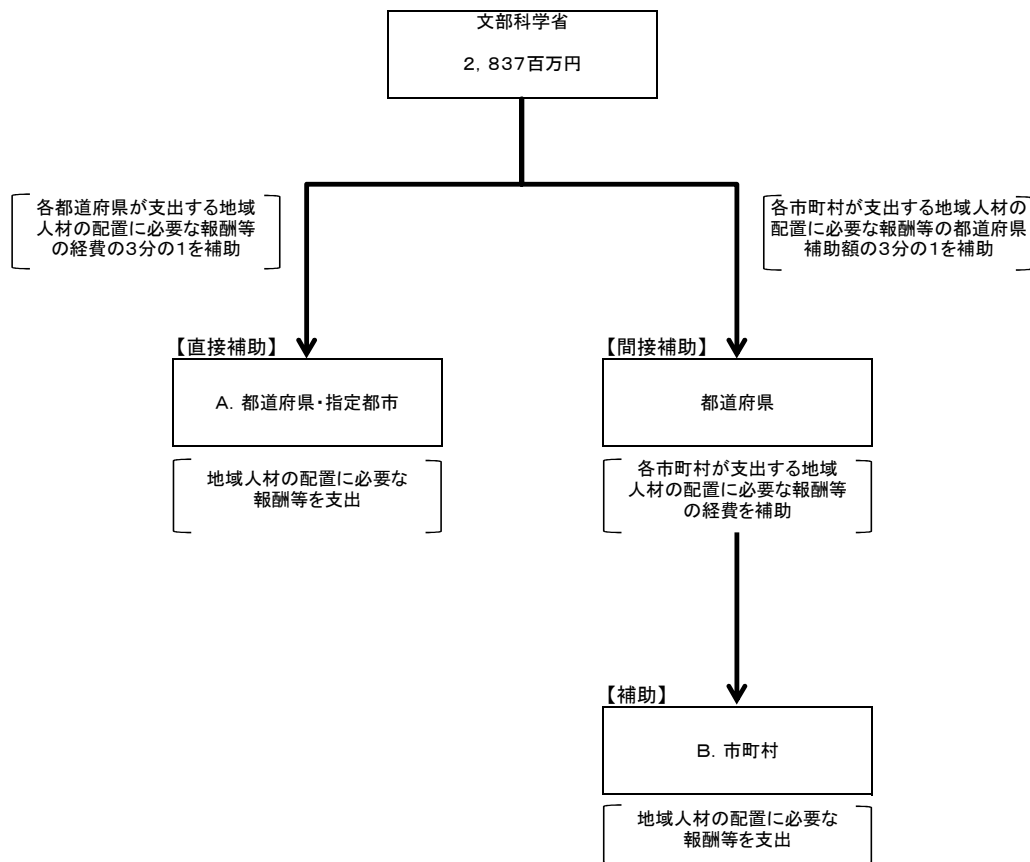 文部科学省
2,837百万円
各都道府県が支出する地域
人材の配置に必要な報酬等
の経費の3分の1を補助
各市町村が支出する地域人材の
配置に必要な報酬等の都道府県
補助額の3分の1を補助
【直接補助】
A. 都道府県・指定都市
地域人材の配置に必要な
報酬等を支出
【間接補助】
都道府県
各市町村が支出する地域
人材の配置に必要な報酬等
の経費を補助
【補助】
B. 市町村
地域人材の配置に必要な
報酬等を支出